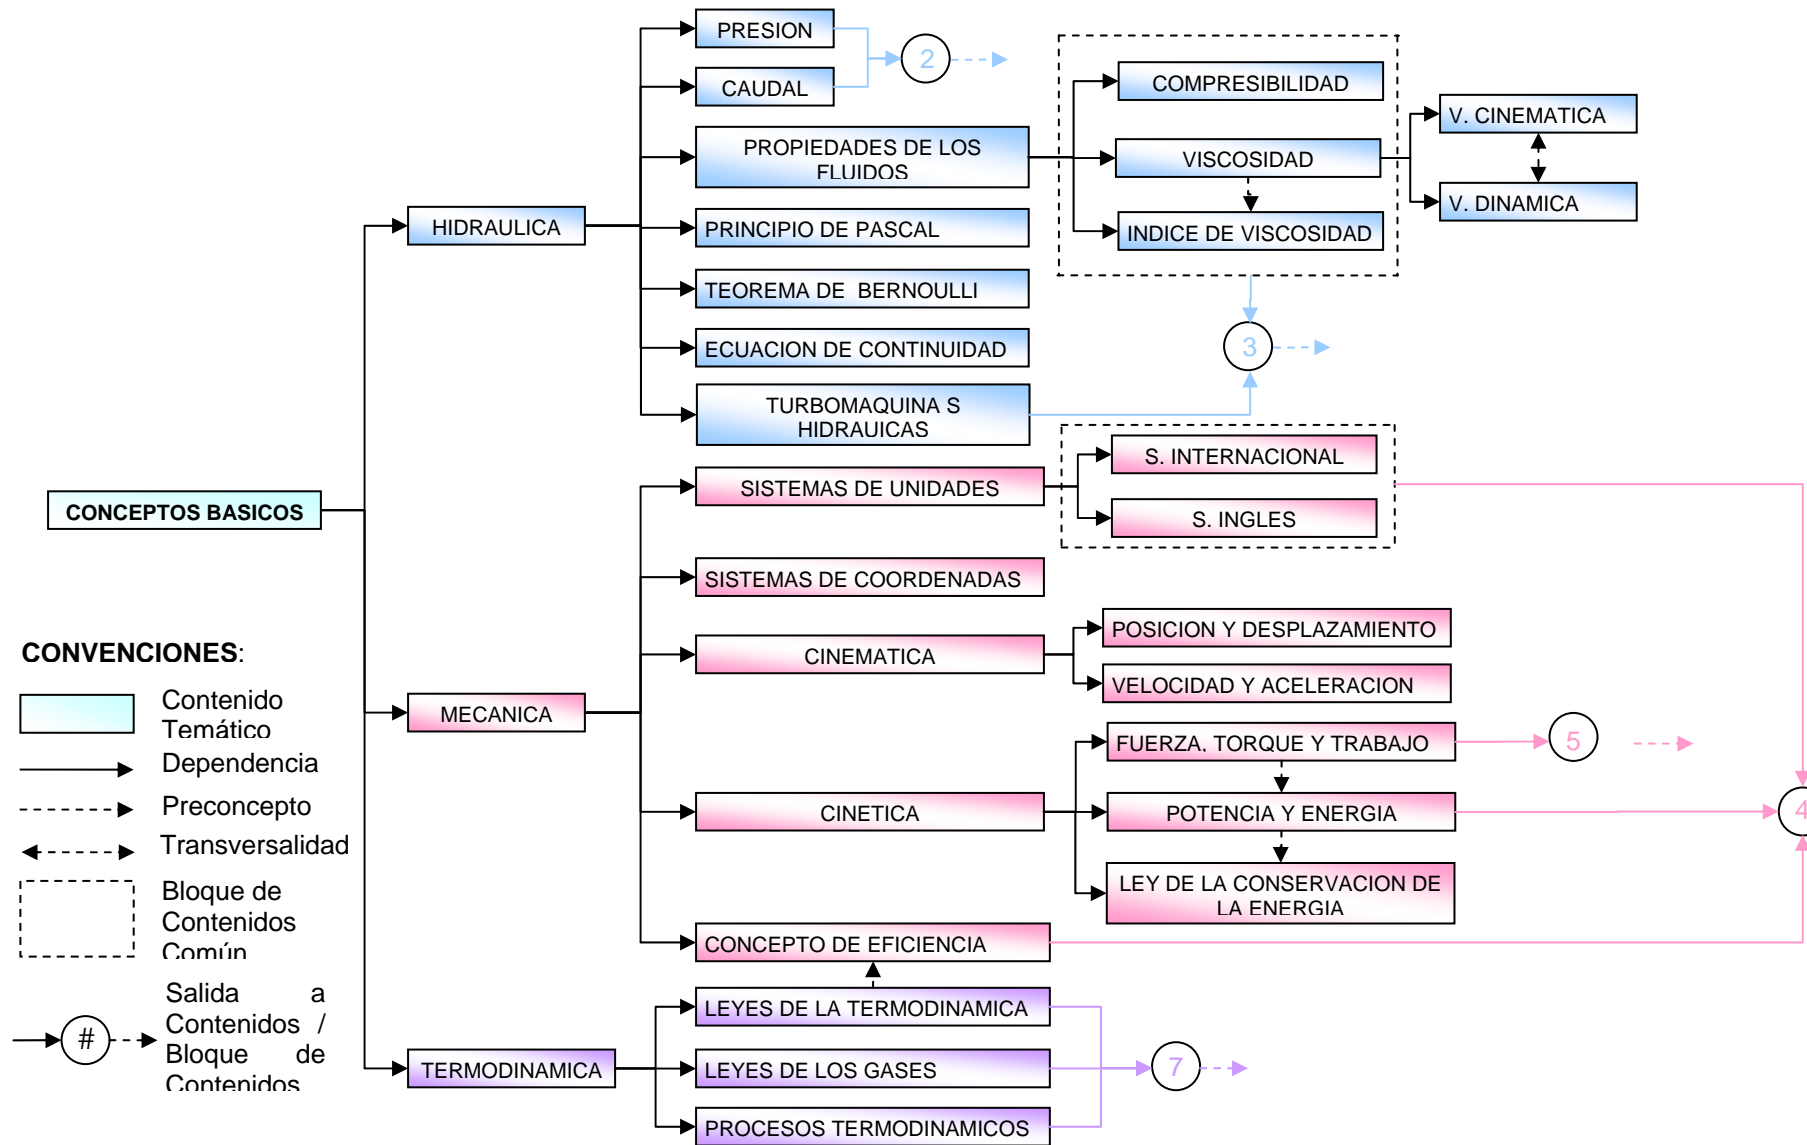 PRESION
CAUDAL
2
PROPIEDADES DE LOS
FLUIDOS
COMPRESIBILIDAD
VISCOSIDAD
INDICE DE VISCOSIDAD
V. CINEMATICA
V. DINAMICA
HIDRAULICA
PRINCIPIO DE PASCAL
TEOREMA DE BERNOULLI
ECUACION DE CONTINUIDAD
3
TURBOMAQUINA S
HIDRAUICAS
CONCEPTOS BASICOS
SISTEMAS DE UNIDADES
S. INTERNACIONAL
S. INGLES
SISTEMAS DE COORDENADAS
MECANICA
CINEMATICA
POSICION Y DESPLAZAMIENTO
VELOCIDAD Y ACELERACION
CINETICA
FUERZA, TORQUE Y TRABAJO
5
POTENCIA Y ENERGIA
4
LEY DE LA CONSERVACION DE
LA ENERGIA
CONCEPTO DE EFICIENCIA
TERMODINAMICA
LEYES DE LA TERMODINAMICA
LEYES DE LOS GASES
PROCESOS TERMODINAMICOS
7
CONVENCIONES:
Contenido
Temático
Dependencia
Preconcepto
Transversalidad
Bloque de
Contenidos
Común
#
Salida a
Contenidos /
Bloque de
Contenidos